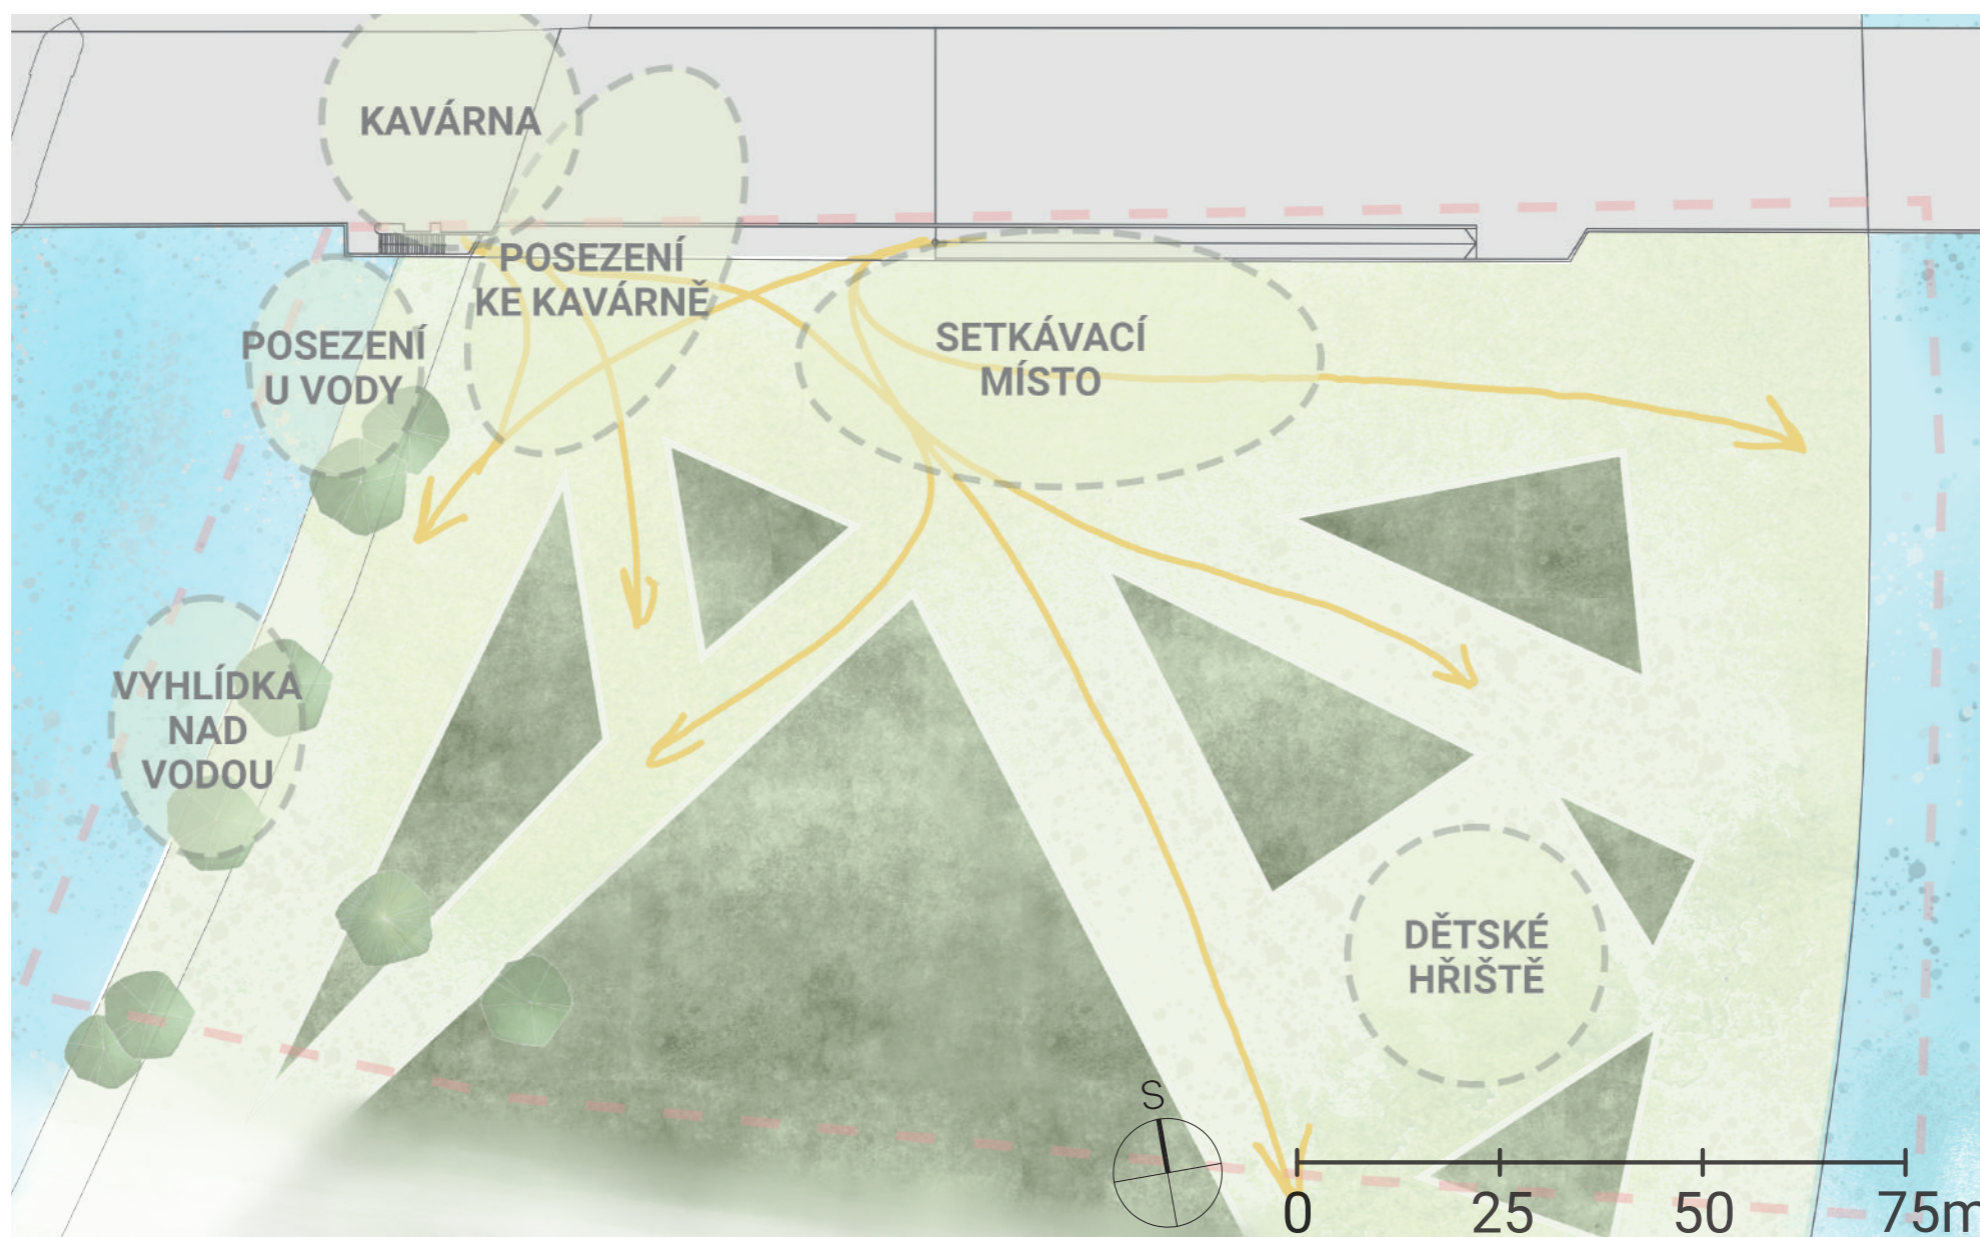 KAVÁRNA
POSEZENÍ
KE KAVÁRNĚ
POSEZENÍ
U VODY
SETKÁVACÍ
MÍSTO
VYHLÍDKA
NAD
VODOU
DĚTSKÉ
HŘIŠTĚ
S
0 25 50 75m